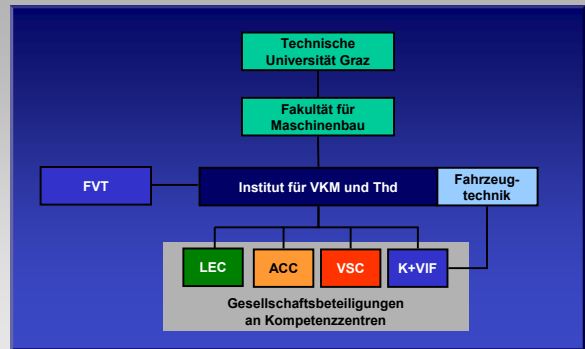 Technische
Universität Graz
Fakultät für
Maschinenbau
FVT
Institut für VKM und Thd
Fahrzeug-
technik
LEC
ACC
VSC
K+VIF
Gesellschaftsbeteiligungen
an Kompetenzzentren